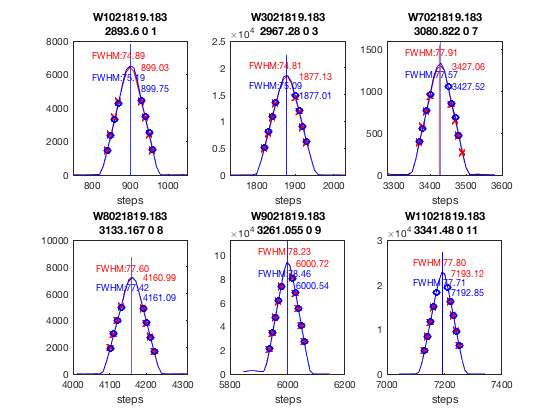 W1021819.183
2893.6 0 1
8000
6000
4000
2000
0
800
900
1000
steps
FWHM:74.89
899.03
FWHM:75.19
899.75
W3021819.183
2967.28 0 3
×10^4
2.5
2
1.5
1
0.5
0
1800
1900
2000
steps
FWHM:74.81
1877.13
FWHM:75.09
1877.01
W7021819.183
3080.822 0 7
1500
1000
500
0
3300
3400
3500
3600
steps
FWHM:77.91
3427.06
FWHM:77.57
3427.52
W8021819.183
3133.167 0 8
10000
8000
6000
4000
2000
0
4000
4100
4200
4300
steps
FWHM:77.60
4160.99
FWHM:77.42
4161.09
W9021819.183
3261.055 0 9
×10^4
10
8
6
4
2
0
5800
6000
6200
steps
FWHM:78.23
6000.72
FWHM:78.46
6000.54
W11021819.183
3341.48 0 11
×10^4
3
2
1
0
7000
7200
7400
steps
FWHM:77.80
7193.12
FWHM:77.71
7192.85